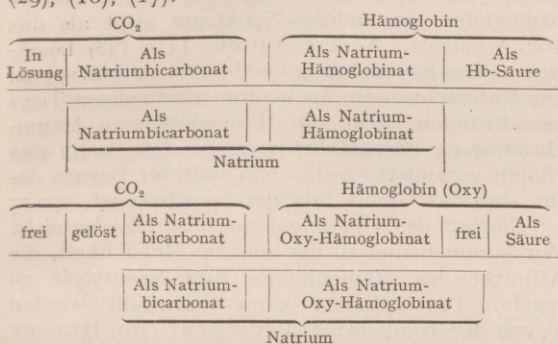 (29), (16), (17).
CO₂ Hämoglobin
In Lösung Als Natriumbicarbonat Als Natrium-Hämoglobinat Als Hb-Säure
Als Natriumbicarbonat Als Natrium-Hämoglobinat
Natrium
CO₂ Hämoglobin (Oxy)
frei gelöst Als Natrium-bicarbonat Als Natrium-Oxy-Hämoglobinat frei Als Säure
Als Natrium-bicarbonat Als Natrium-Oxy-Hämoglobinat
Natrium